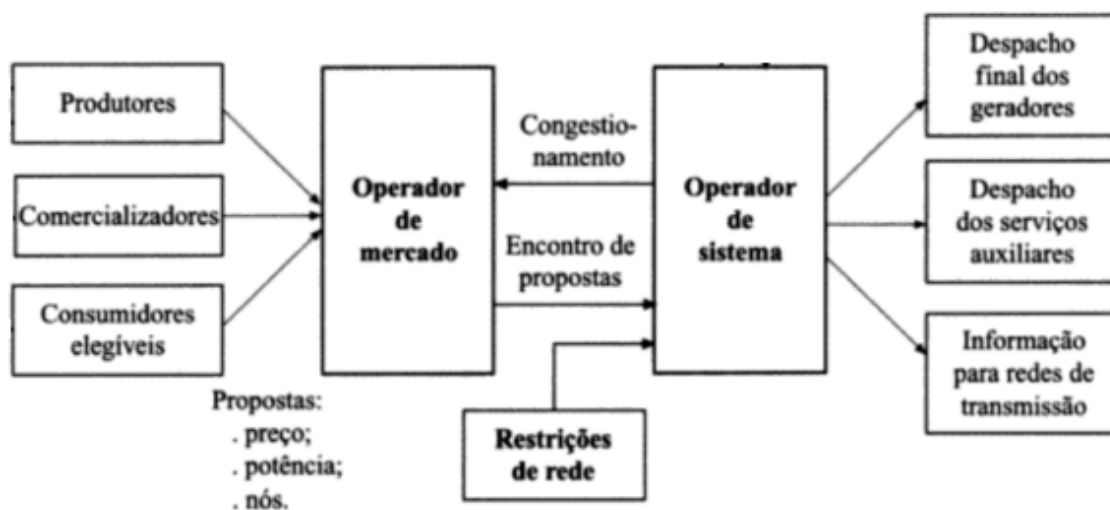 Produtores
Comercializadores
Consumidores
elegíveis
Propostas:
. preço;
. potência;
. nós.
Operador
de
mercado
Congestio-
namento
Encontro de
propostas
Restrições
de rede
Operador
de
sistema
Despacho
final dos
geradores
Despacho
dos serviços
auxiliares
Informação
para redes de
transmissão